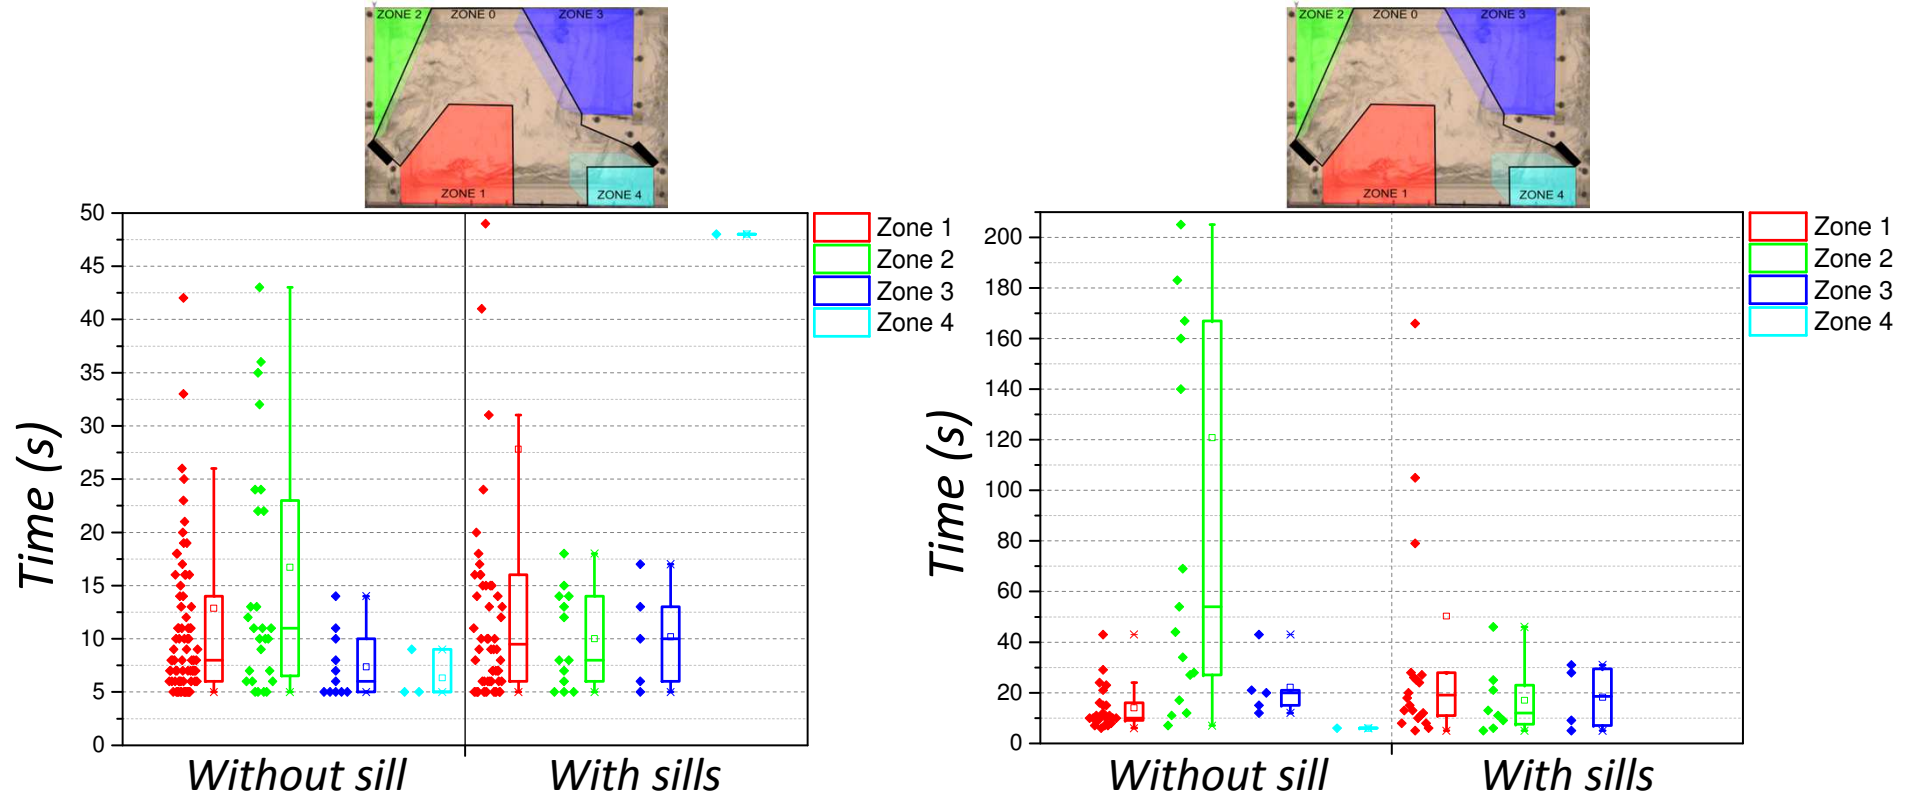 ZONE 2 ZONE 0 ZONE 3
ZONE 1
ZONE 4
50
45
40
35
30
25
20
15
10
5
0
Time (s)
Without sill
With sills
Zone 1
Zone 2
Zone 3
Zone 4
ZONE 2 ZONE 0 ZONE 3
ZONE 1
ZONE 4
200
180
160
140
120
100
80
60
40
20
0
Time (s)
Without sill
With sills
Zone 1
Zone 2
Zone 3
Zone 4